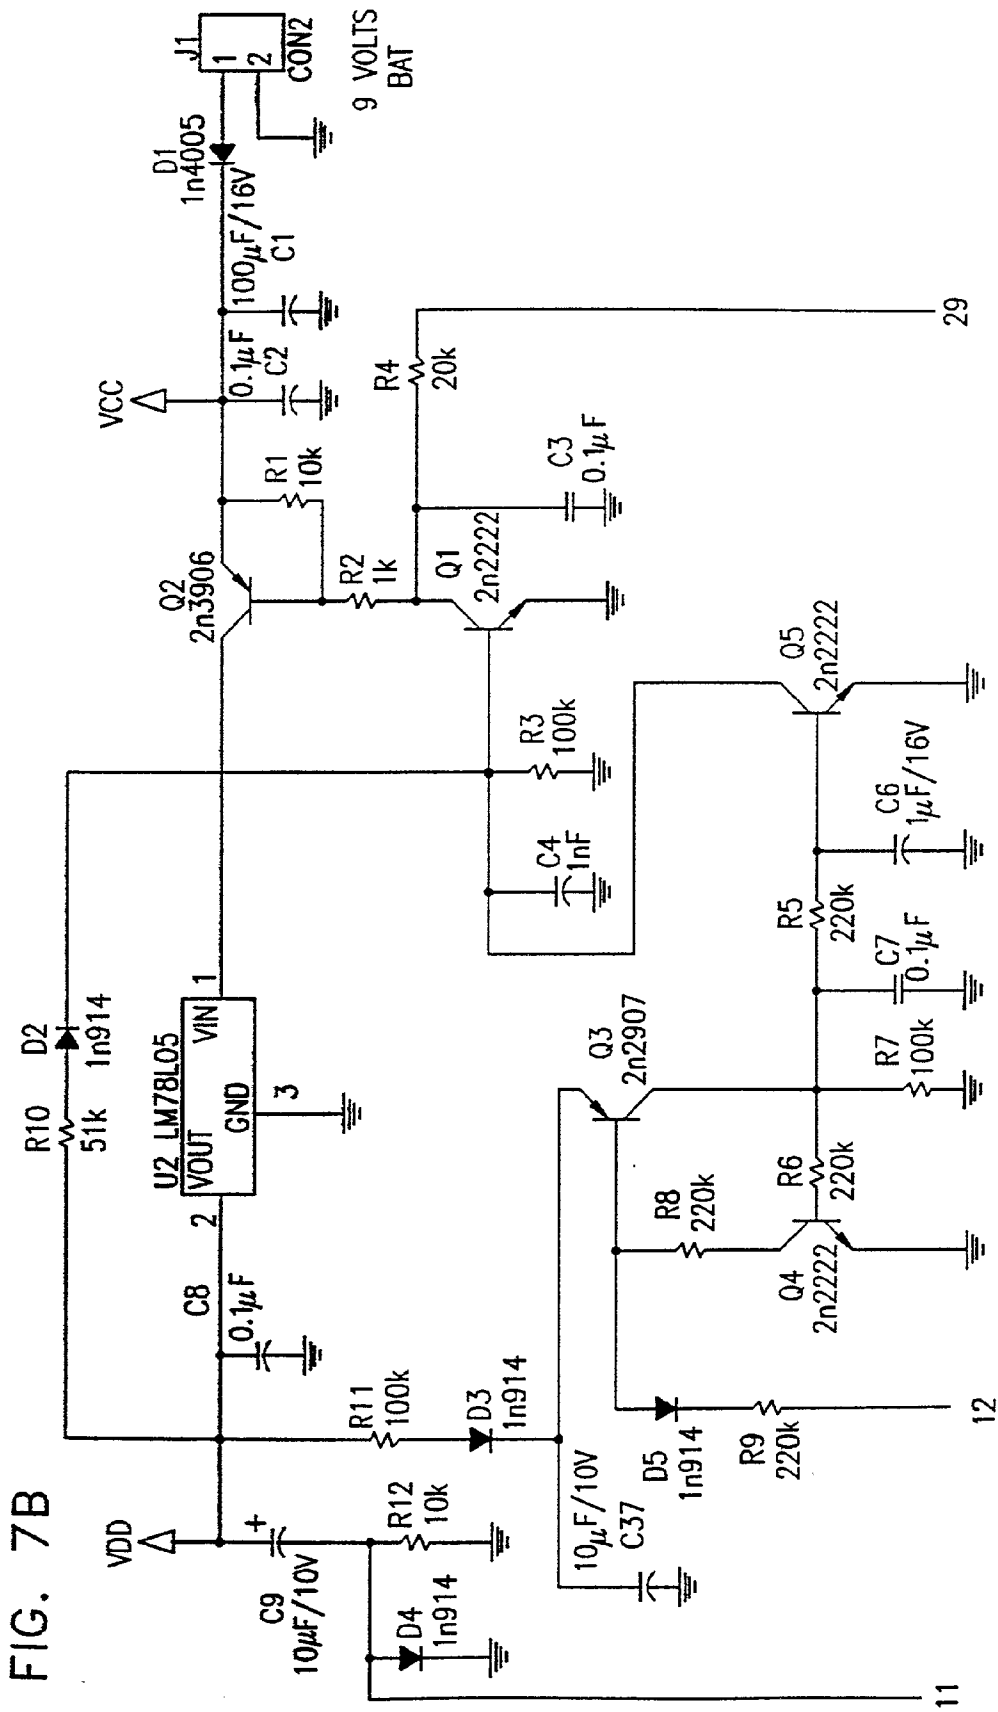 FIG. 7B
VDD
C9
10μF/10V
+
D4
1n914
R12
10k
11
R10
51k
D2
1n914
C8
0.1μF
2
U2 LM78L05
VOUT
VIN
GND
1
3
R11
100k
D3
1n914
10μF/10V
C37
D5
1n914
R9
220k
12
R8
220k
Q4
2n2222
R6
220k
Q3
2n2907
R7
100k
C7
0.1μF
R5
220k
C6
1μF/16V
Q5
2n2222
C4
1nF
R3
100k
Q1
2n2222
R2
1k
Q2
2n3906
R1
10k
C3
0.1μF
R4
20k
29
VCC
0.1μF
C2
100μF/16V
C1
D1
1n4005
J1
1
2
CON2
9 VOLTS
BAT